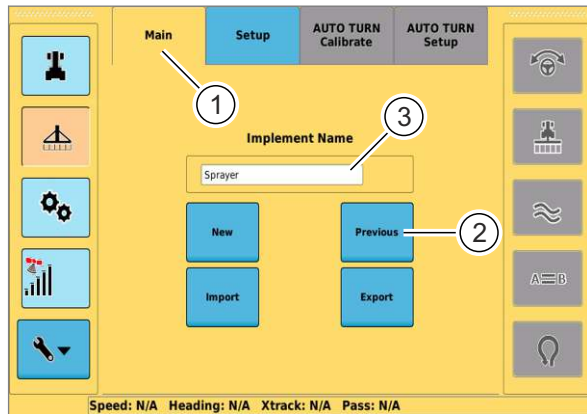 Main
Setup
AUTO TURN
Calibrate
AUTO TURN
Setup
1
3
Implement Name
Sprayer
New
Previous
2
Import
Export
A B
Speed: N/A Heading: N/A Xtrack: N/A Pass: N/A